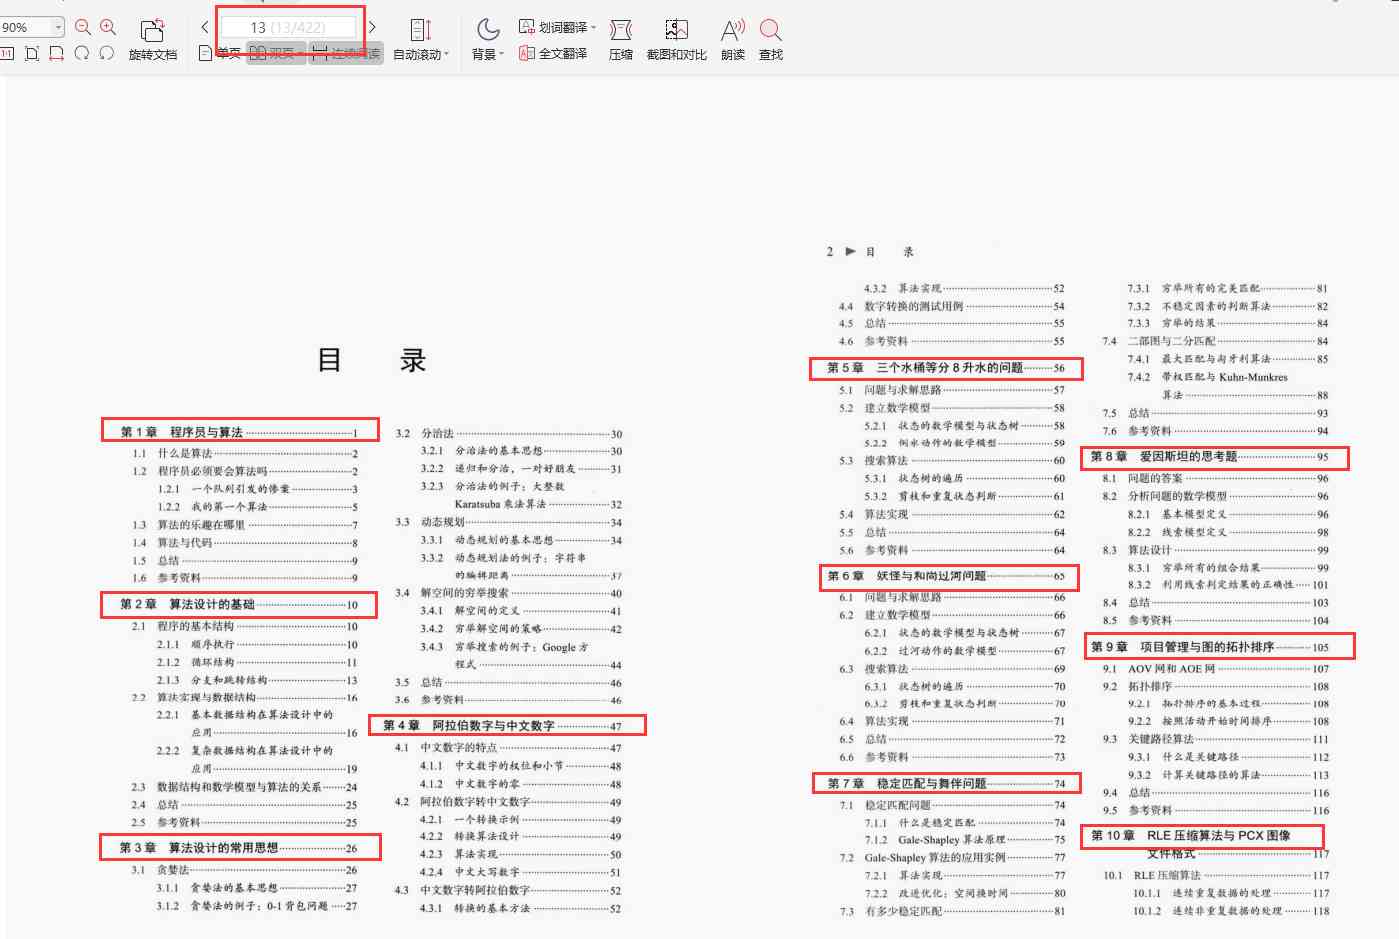 90%
13 (13/422)
划词翻译
旋转文档
单页
双页
连续阅读
自动滚动
背景
全文翻译
压缩
截图和对比
朗读
查找
1:1
目 录
第 1 章 程序员与算法 1
1.1 什么是算法 2
1.2 程序员必须要会算法吗 2
1.2.1 一个队列引发的惨案 3
1.2.2 我的第一个算法 5
1.3 算法的乐趣在哪里 7
1.4 算法与代码 8
1.5 总结 9
1.6 参考资料 9
第 2 章 算法设计的基础 10
2.1 程序的基本结构 10
2.1.1 顺序执行 10
2.1.2 循环结构 11
2.1.3 分支和跳转结构 13
2.2 算法实现与数据结构 16
2.2.1 基本数据结构在算法设计中的
应用 16
2.2.2 复杂数据结构在算法设计中的
应用 19
2.3 数据结构和数学模型与算法的关系 24
2.4 总结 25
2.5 参考资料 25
第 3 章 算法设计的常用思想 26
3.1 贪婪法 26
3.1.1 贪婪法的基本思想 27
3.1.2 贪婪法的例子：0-1 背包问题 27
3.2 分治法 30
3.2.1 分治法的基本思想 30
3.2.2 递归和分治，一对好朋友 31
3.2.3 分治法的例子：大整数
Karatsuba 乘法算法 32
3.3 动态规划 34
3.3.1 动态规划的基本思想 34
3.3.2 动态规划法的例子：字符串
的编辑距离 37
3.4 解空间的穷举搜索 40
3.4.1 解空间的定义 41
3.4.2 穷举解空间的策略 42
3.4.3 穷举搜索的例子：Google 方
程式 44
3.5 总结 46
3.6 参考资料 46
第 4 章 阿拉伯数字与中文数字 47
4.1 中文数字的特点 47
4.1.1 中文数字的权位和小节 48
4.1.2 中文数字的零 48
4.2 阿拉伯数字转中文数字 49
4.2.1 一个转换示例 49
4.2.2 转换算法设计 49
4.2.3 算法实现 50
4.2.4 中文大写数字 51
4.3 中文数字转阿拉伯数字 52
4.3.1 转换的基本方法 52
2 ▶ 目 录
4.3.2 算法实现 52
4.4 数字转换的测试用例 54
4.5 总结 55
4.6 参考资料 55
第 5 章 三个水桶等分 8 升水的问题 56
5.1 问题与求解思路 57
5.2 建立数学模型 58
5.2.1 状态的数学模型与状态树 58
5.2.2 倒水动作的数学模型 59
5.3 搜索算法 60
5.3.1 状态树的遍历 60
5.3.2 剪枝和重复状态判断 61
5.4 算法实现 62
5.5 总结 64
5.6 参考资料 64
第 6 章 妖怪与和尚过河问题 65
6.1 问题与求解思路 66
6.2 建立数学模型 66
6.2.1 状态的数学模型与状态树 67
6.2.2 过河动作的数学模型 67
6.3 搜索算法 69
6.3.1 状态树的遍历 70
6.3.2 剪枝和重复状态判断 70
6.4 算法实现 71
6.5 总结 72
6.6 参考资料 73
第 7 章 稳定匹配与舞伴问题 74
7.1 稳定匹配问题 74
7.1.1 什么是稳定匹配 74
7.1.2 Gale-Shapley 算法原理 75
7.2 Gale-Shapley 算法的应用实例 77
7.2.1 算法实现 77
7.2.2 改进优化：空间换时间 80
7.3 有多少稳定匹配 81
7.3.1 穷举所有的完美匹配 81
7.3.2 不稳定因素的判断算法 82
7.3.3 穷举的结果 84
7.4 二部图与二分匹配 84
7.4.1 最大匹配与匈牙利算法 85
7.4.2 带权匹配与 Kuhn-Munkres
算法 88
7.5 总结 93
7.6 参考资料 94
第 8 章 爱因斯坦的思考题 95
8.1 问题的答案 96
8.2 分析问题的数学模型 96
8.2.1 基本模型定义 96
8.2.2 线索模型定义 98
8.3 算法设计 99
8.3.1 穷举所有的组合结果 99
8.3.2 利用线索判定结果的正确性 101
8.4 总结 103
8.5 参考资料 104
第 9 章 项目管理与图的拓扑排序 105
9.1 AOV 网和 AOE 网 107
9.2 拓扑排序 108
9.2.1 拓扑排序的基本过程 108
9.2.2 按照活动开始时间排序 108
9.3 关键路径算法 111
9.3.1 什么是关键路径 112
9.3.2 计算关键路径的算法 113
9.4 总结 116
9.5 参考资料 116
第 10 章 RLE 压缩算法与 PCX 图像
文件格式 117
10.1 RLE 压缩算法 117
10.1.1 连续重复数据的处理 117
10.1.2 连续非重复数据的处理 118